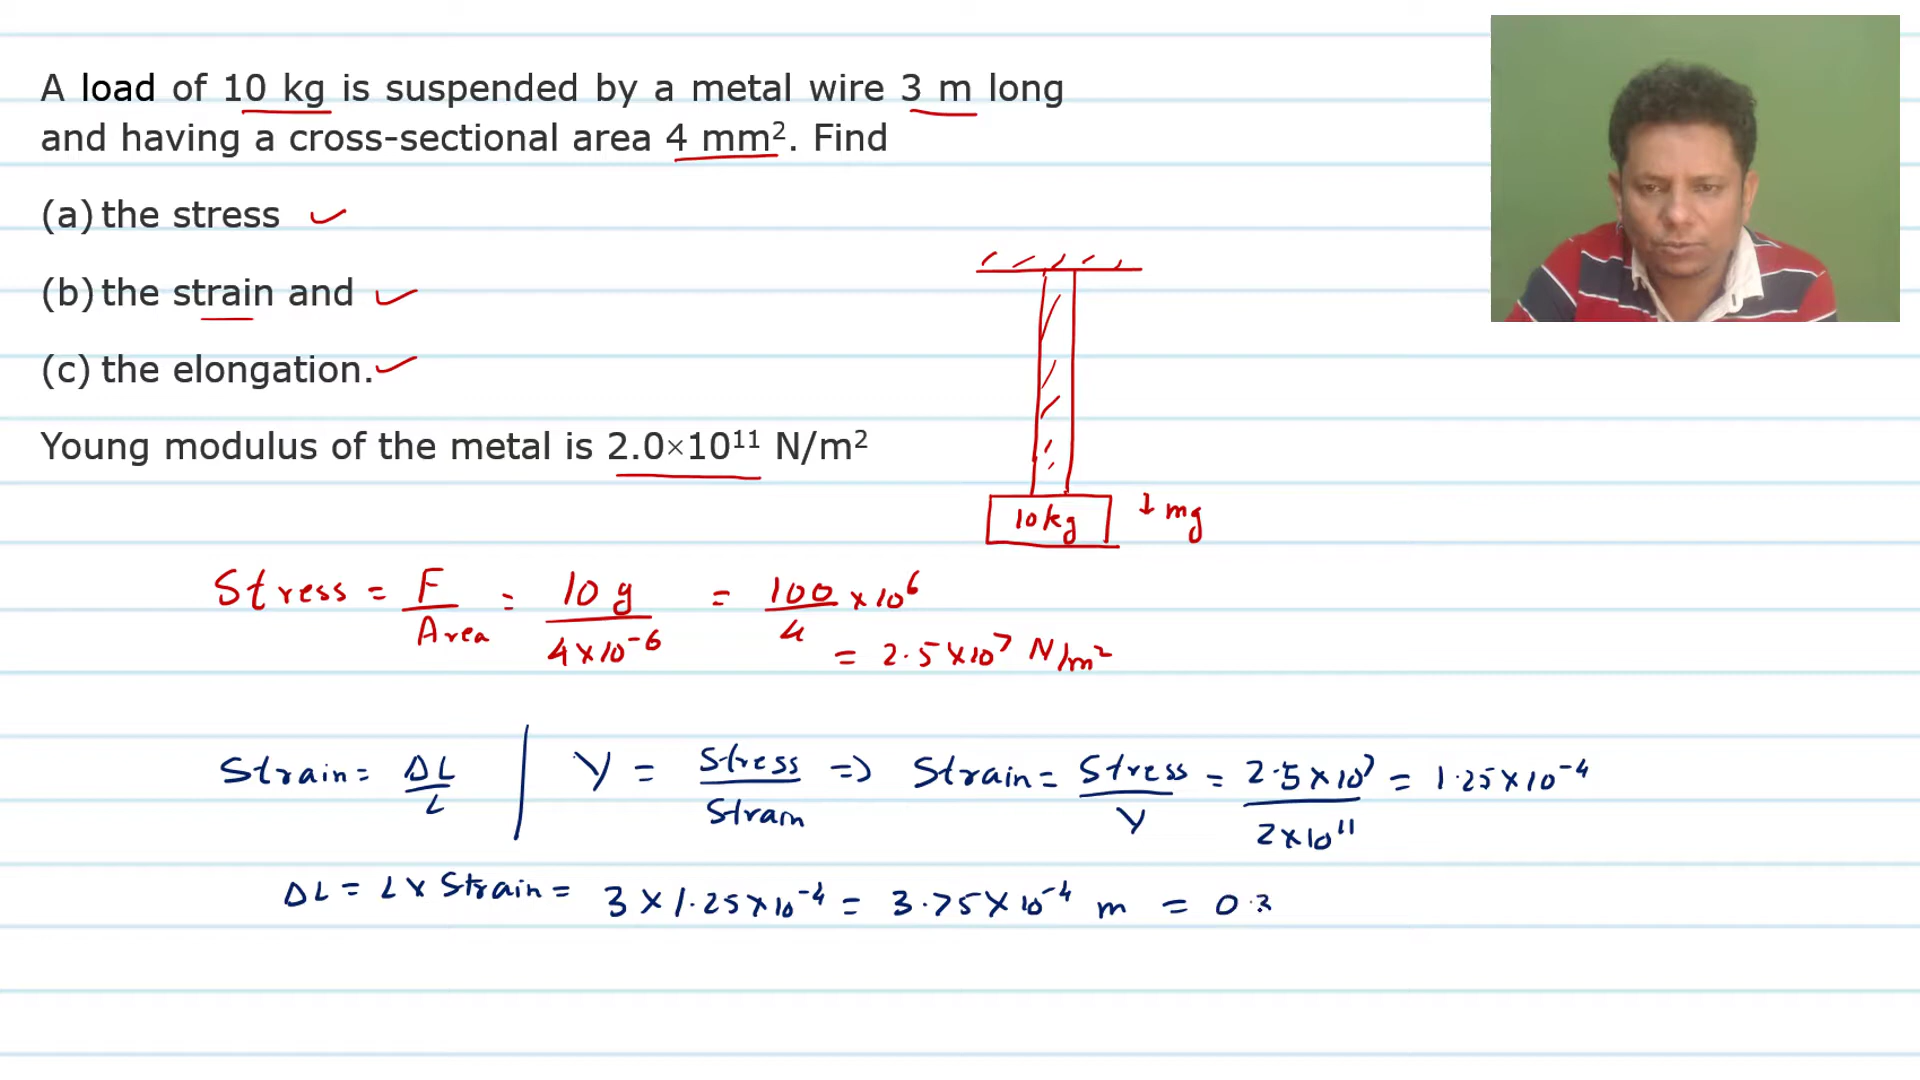 A load of 10 kg is suspended by a metal wire 3 m long
and having a cross-sectional area 4 mm². Find
(a) the stress
(b) the strain and
(c) the elongation.
Young modulus of the metal is 2.0×10¹¹ N/m²
10kg ↓ mg
Stress = F/Area = 10g/4×10⁻⁶ = 100/4 × 10⁶
= 2.5×10⁷ N/m²
Strain = ΔL/L | Y = Stress/Strain ⇒ Strain = Stress/Y = 2.5×10⁷/2×10¹¹ = 1.25×10⁻⁴
ΔL = L × Strain = 3 × 1.25×10⁻⁴ = 3.75×10⁻⁴ m = 0.3